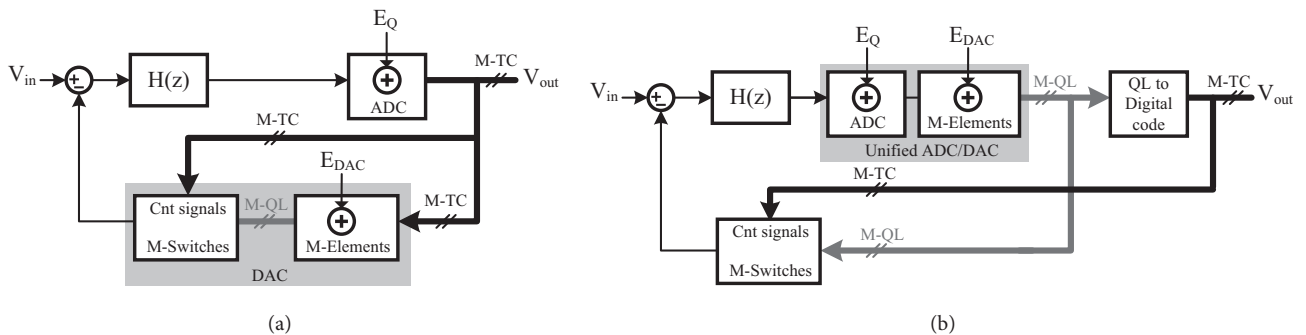 E_Q
M-TC
V_in
H(z)
V_out
ADC
M-TC
E_DAC
Cnt signals
M-QL
M-TC
M-Switches
M-Elements
DAC
(a)
E_Q
E_DAC
M-QL
QL to
Digital
code
M-TC
V_in
H(z)
V_out
ADC
M-Elements
Unified ADC/DAC
M-TC
Cnt signals
M-QL
M-Switches
(b)